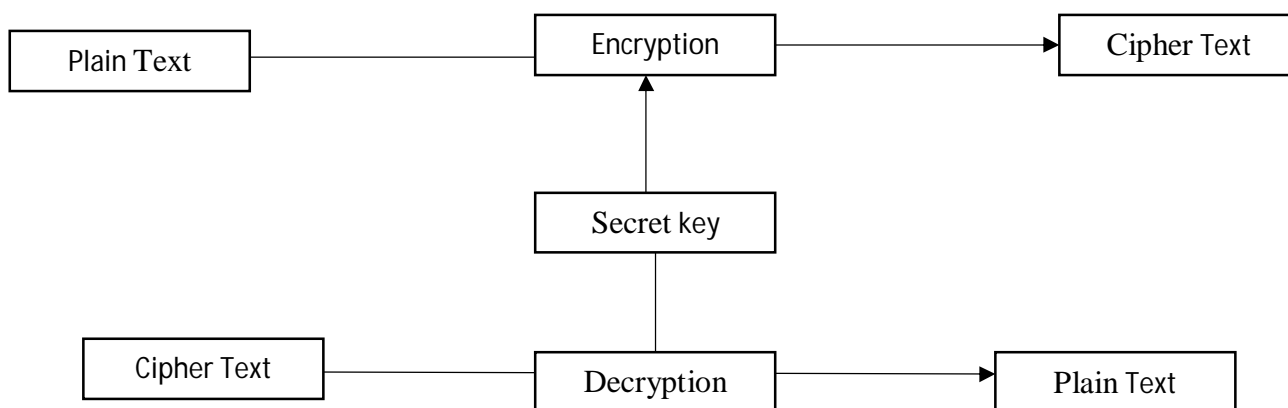 Plain Text
Encryption
Cipher Text
Secret key
Cipher Text
Decryption
Plain Text